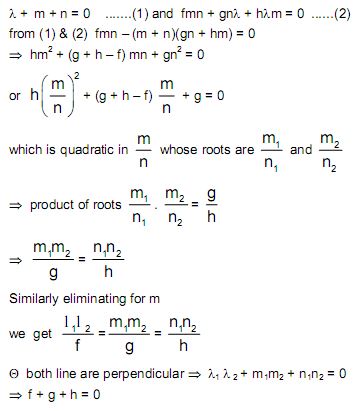 λ + m + n = 0 .......(1) and fmn + gnλ + hλm = 0 ......(2)
from (1) & (2) fmn – (m + n)(gn + hm) = 0
⇒ hm² + (g + h – f) mn + gn² = 0
or h(m/n)² + (g + h – f) m/n + g = 0
which is quadratic in m/n whose roots are m₁/n₁ and m₂/n₂
⇒ product of roots m₁/n₁ . m₂/n₂ = g/h
⇒ m₁m₂/g = n₁n₂/h
Similarly eliminating for m
we get l₁l₂/f = m₁m₂/g = n₁n₂/h
Θ both line are perpendicular ⇒ λ₁ λ₂ + m₁m₂ + n₁n₂ = 0
⇒ f + g + h = 0